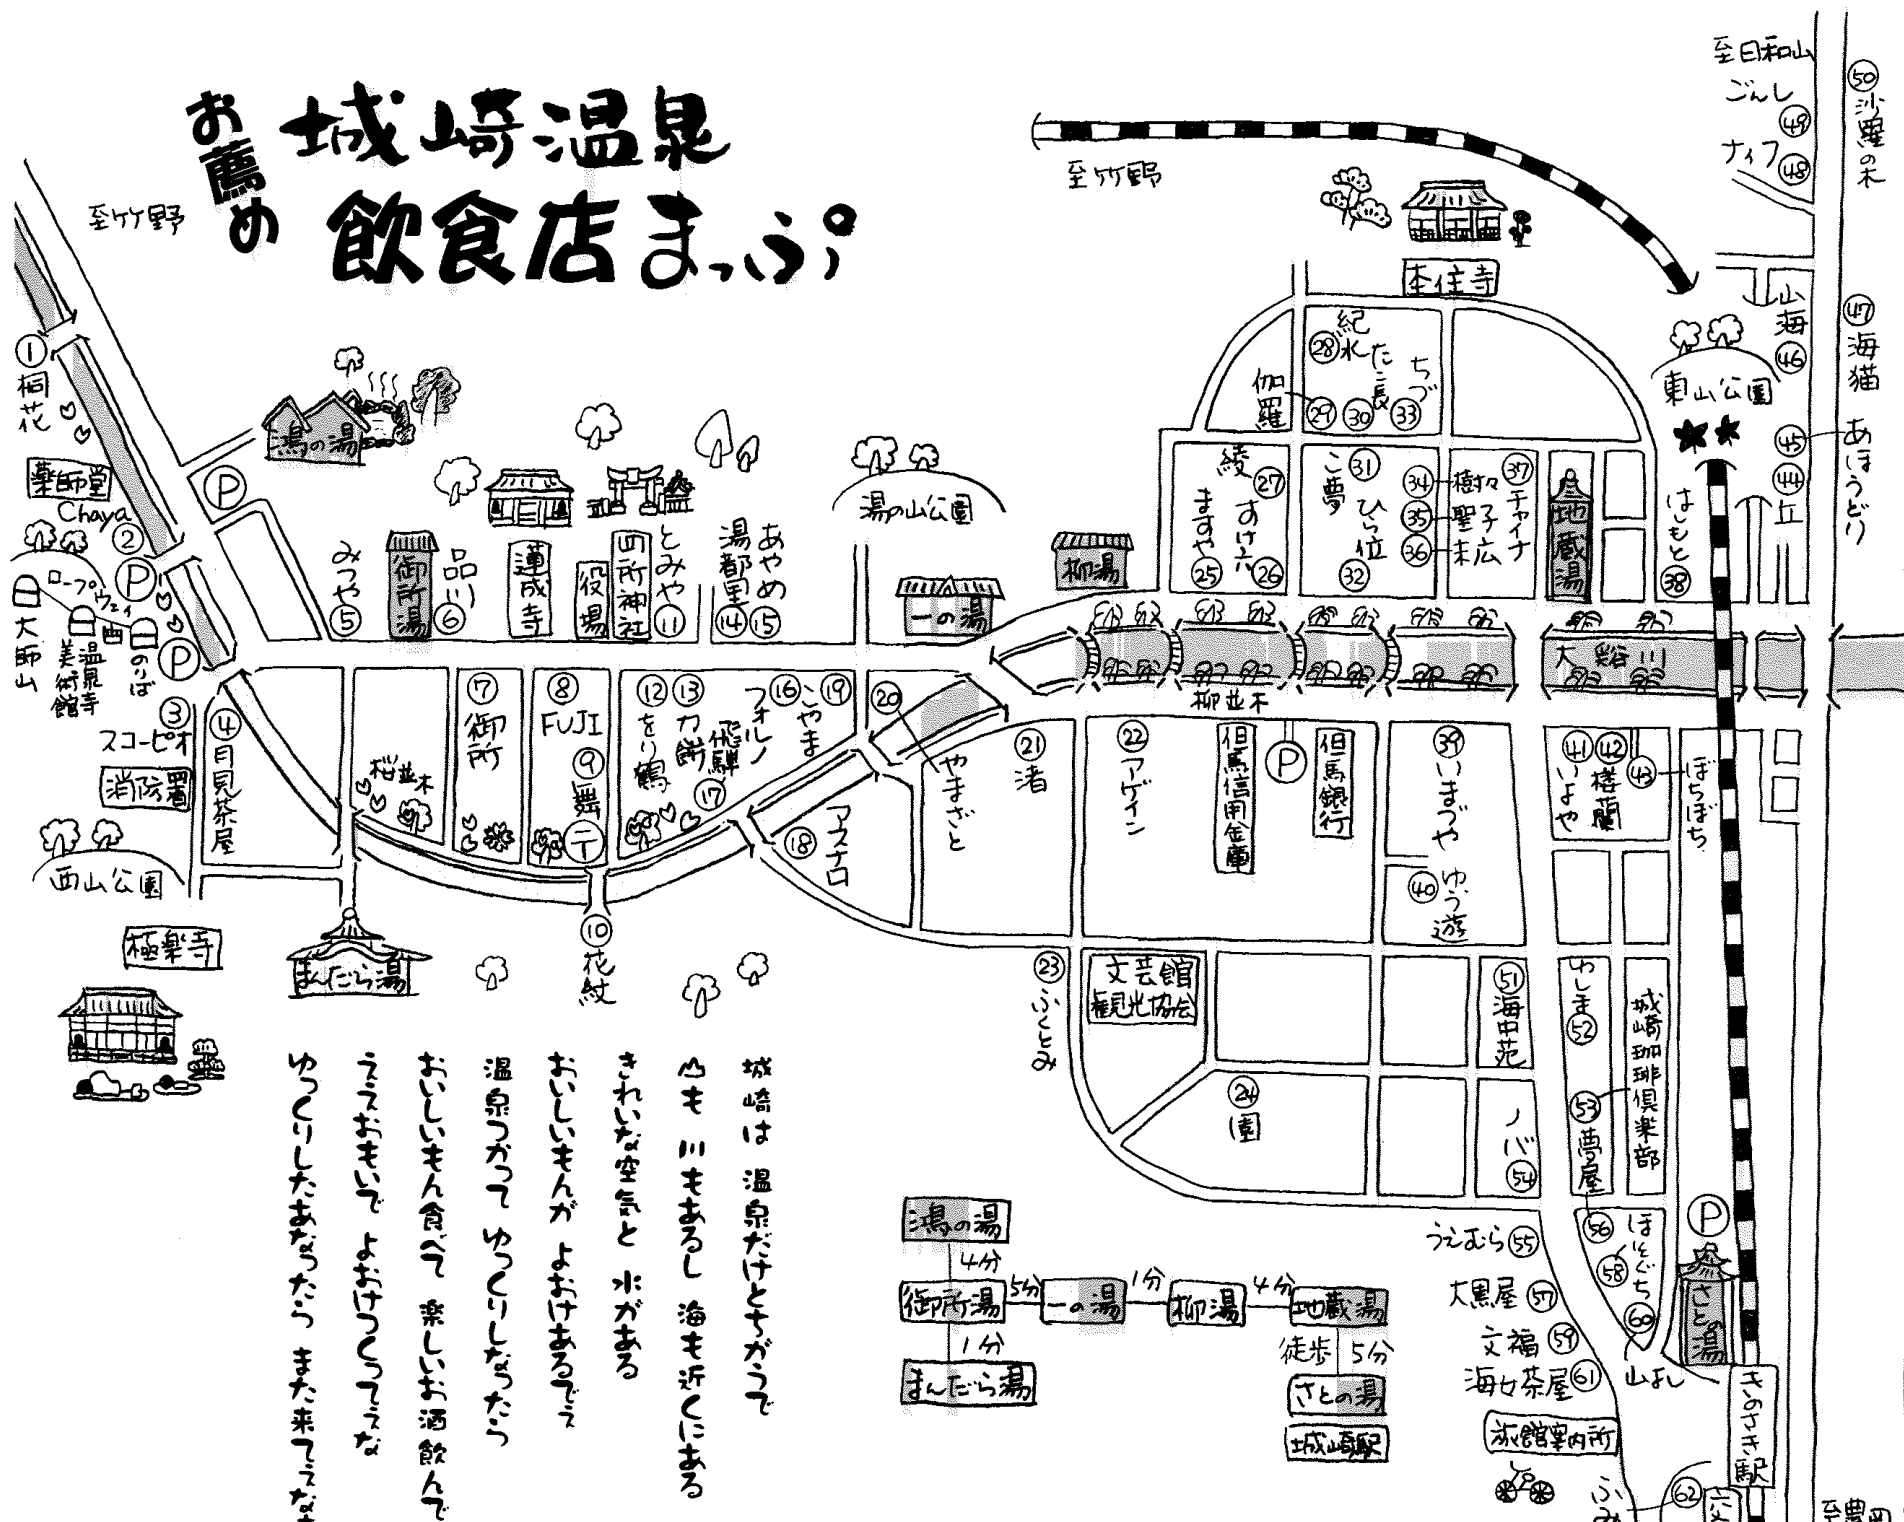 お薦め
城崎温泉
飲食店まっぷ
至竹野
至竹野
至日和山
ごんし
㊾
ナイフ
㊽
㊿
沙羅の木
山海
㊻
㊼
海猫
東山公園
㊺
あほうどり
㊹
丘
本住寺
㉘
紀水
たこ長
ちづ
伽羅
㉙
㉚
㉝
綾
㉗
ますや
㉕
すけ六
㉖
㉛
こ夢
ひら位
㉜
㉞
樹々
㉟
聖子
㊱
末広
㊲
チャイナ
地蔵湯
はしもと
㊳
①
桐花
薬師堂
Chaya
②
P
P
P
ロープウェイ
大師山
温泉寺
美術館
のりば
③
スコーピオ
消防署
西山公園
極楽寺
④
月見茶屋
鴻の湯
みつや
⑤
御所湯
品川
⑥
蓮成寺
役場
四所神社
とみや
⑪
湯都里
⑭
あやめ
⑮
湯の山公園
一の湯
柳湯
大谿川
柳並木
⑦
御所
⑧
FUJI
⑨
舞
〒
桜並木
⑫
をり鶴
⑬
力餅
飛騨
⑰
フォルノ
⑯
こやま
⑲
⑳
やまざと
⑱
アスナロ
⑩
花紋
まんだら湯
㉑
渚
㉒
アゲイン
但馬信用金庫
P
但馬銀行
㊴
いまづや
㊵
ゆう遊
㊶
いよや
㊷
楼蘭
㊸
ぼちぼち
㉓
ふくとみ
文芸館
観光協会
㉔
園
51
海中苑
ゆしま
52
城崎珈琲倶楽部
53
夢屋
ノバ
54
うえむら
55
56
ほそぐち
58
大黒屋
57
文福
59
60
山よし
海女茶屋
61
P
さとの湯
旅館案内所
きのさき駅
62
至豊岡
城崎は 温泉だけとちがうで
山も 川もあるし 海も近くにある
きれいな空気と 水がある
おいしいもんが よおけあるでぇ
温泉つかって ゆっくりしなったら
おいしいもん食べて 楽しいお酒飲んで
ええおもいで よおけつくってぇな
ゆっくりしたあなったら また来てぇな
鴻の湯
4分
御所湯
5分
一の湯
1分
柳湯
4分
地蔵湯
1分
まんだら湯
徒歩 5分
さとの湯
城崎駅